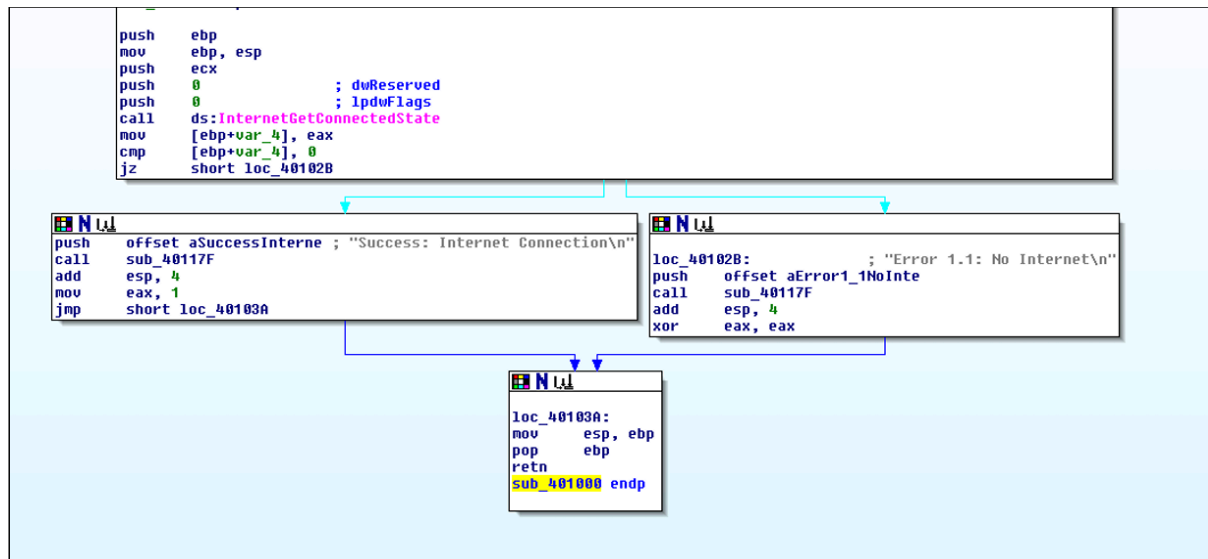 push ebp
mov ebp, esp
push ecx
push 0 ; dwReserved
push 0 ; lpdwFlags
call ds:InternetGetConnectedState
mov [ebp+var_4], eax
cmp [ebp+var_4], 0
jz short loc_40102B
N
push offset aSuccessInterne ; "Success: Internet Connection\n"
call sub_40117F
add esp, 4
mov eax, 1
jmp short loc_40103A
N
loc_40102B: ; "Error 1.1: No Internet\n"
push offset aError1_1NoInte
call sub_40117F
add esp, 4
xor eax, eax
N
loc_40103A:
mov esp, ebp
pop ebp
retn
sub_401000 endp